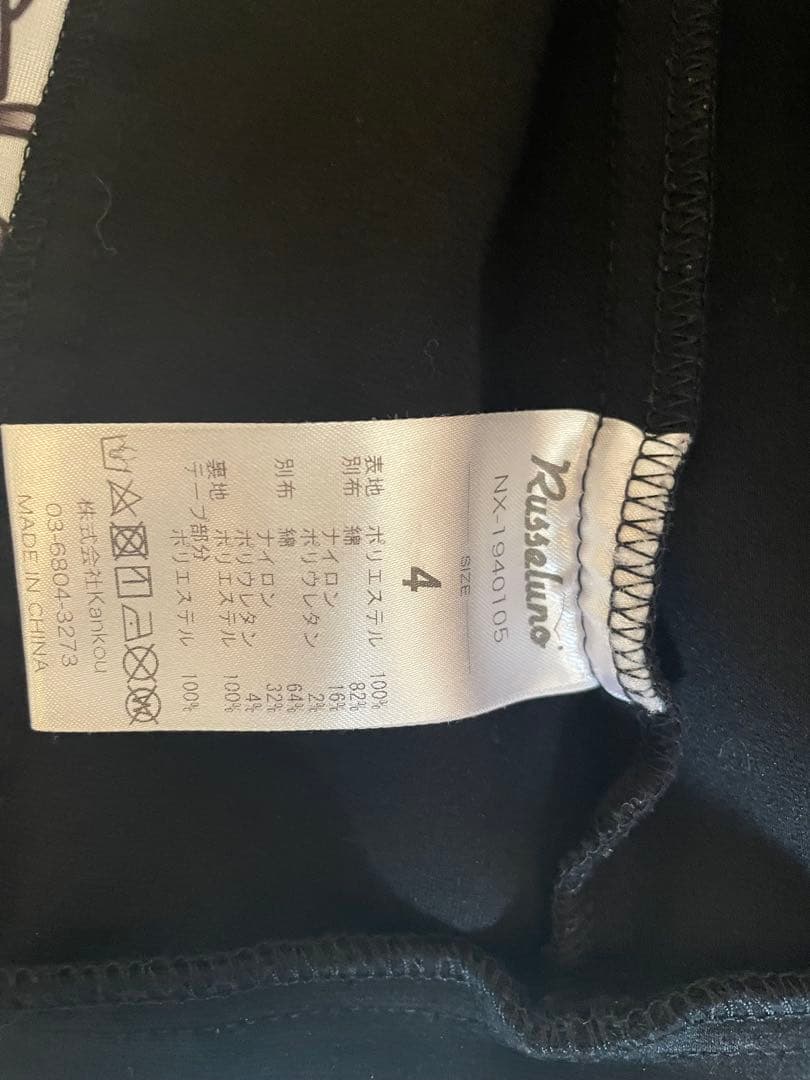 Russeluno
NX-1940105
SIZE
4
表地 ポリエステル 100%
別布 綿 82%
ナイロン 16%
ポリウレタン 2%
別布 綿 64%
ナイロン 32%
ポリウレタン 4%
裏地 ポリエステル 100%
テープ部分
ポリエステル 100%
株式会社Kankou
03-6804-3273
MADE IN CHINA